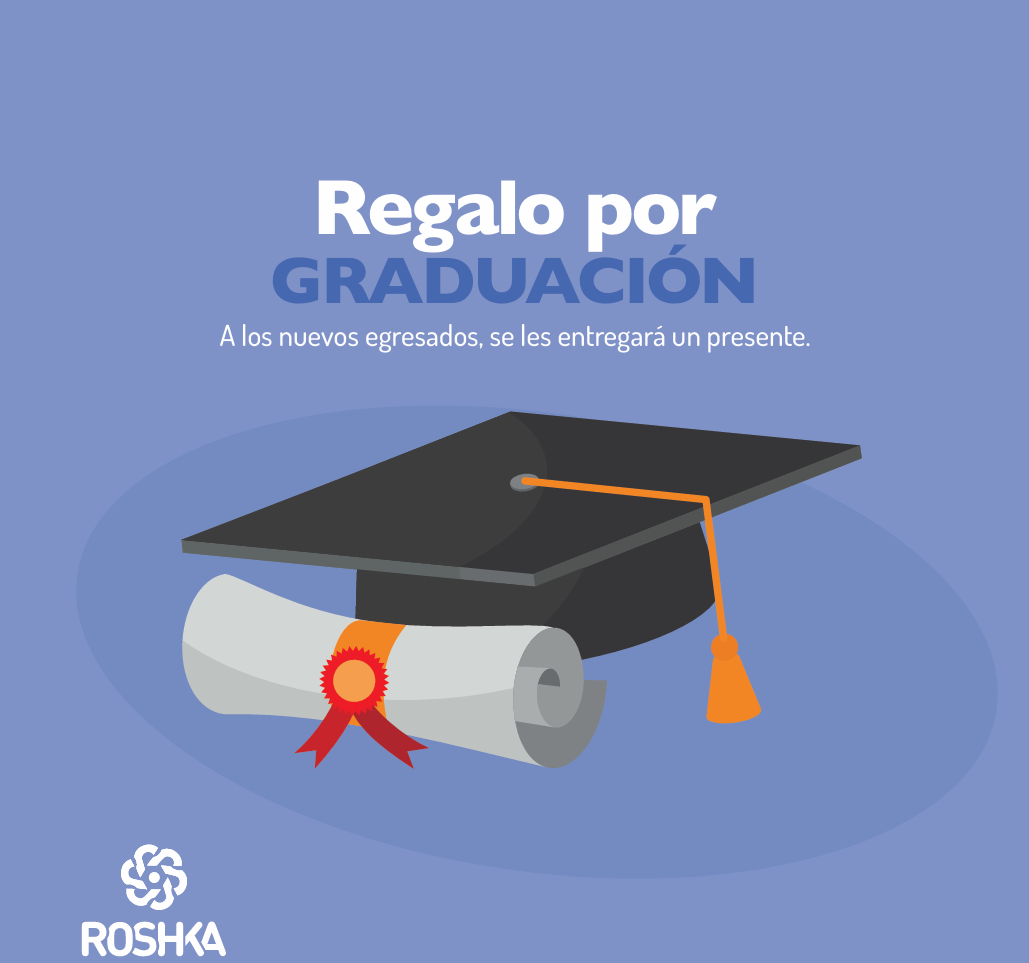 Regalo por
GRADUACIÓN
A los nuevos egresados, se les entregará un presente.
ROSHKA